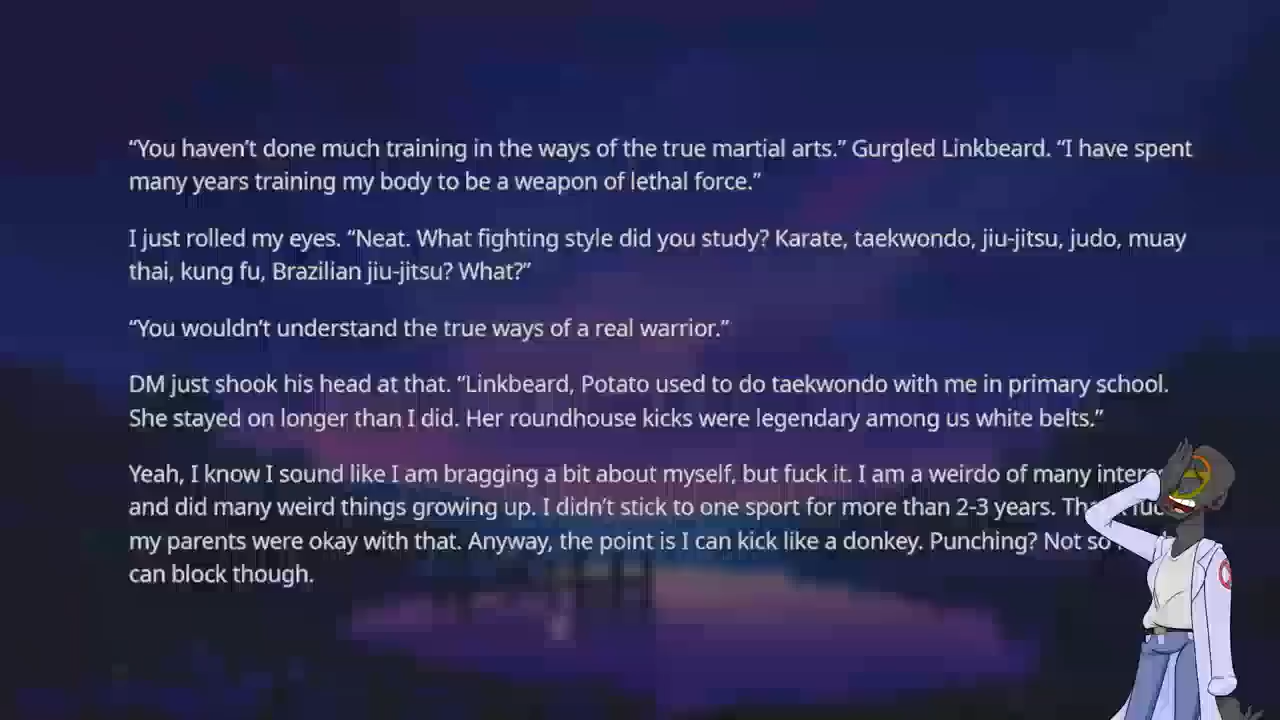 “You haven’t done much training in the ways of the true martial arts.” Gurgled Linkbeard. “I have spent
many years training my body to be a weapon of lethal force.”
I just rolled my eyes. “Neat. What fighting style did you study? Karate, taekwondo, jiu-jitsu, judo, muay
thai, kung fu, Brazilian jiu-jitsu? What?”
“You wouldn’t understand the true ways of a real warrior.”
DM just shook his head at that. “Linkbeard, Potato used to do taekwondo with me in primary school.
She stayed on longer than I did. Her roundhouse kicks were legendary among us white belts.”
Yeah, I know I sound like I am bragging a bit about myself, but fuck it. I am a weirdo of many
and did many weird things growing up. I didn’t stick to one sport for more than 2-3 years.
my parents were okay with that. Anyway, the point is I can kick like a donkey. Punching? Not so
can block though.